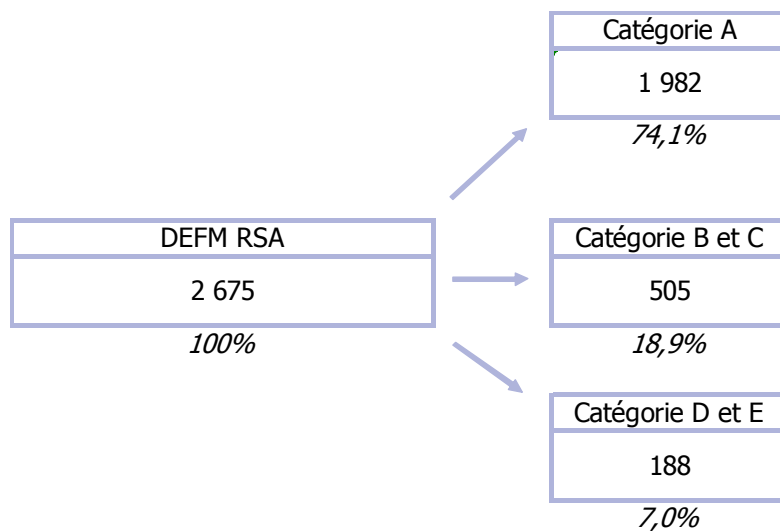 Catégorie A
1 982
74,1%
DEFM RSA
2 675
100%
Catégorie B et C
505
18,9%
Catégorie D et E
188
7,0%